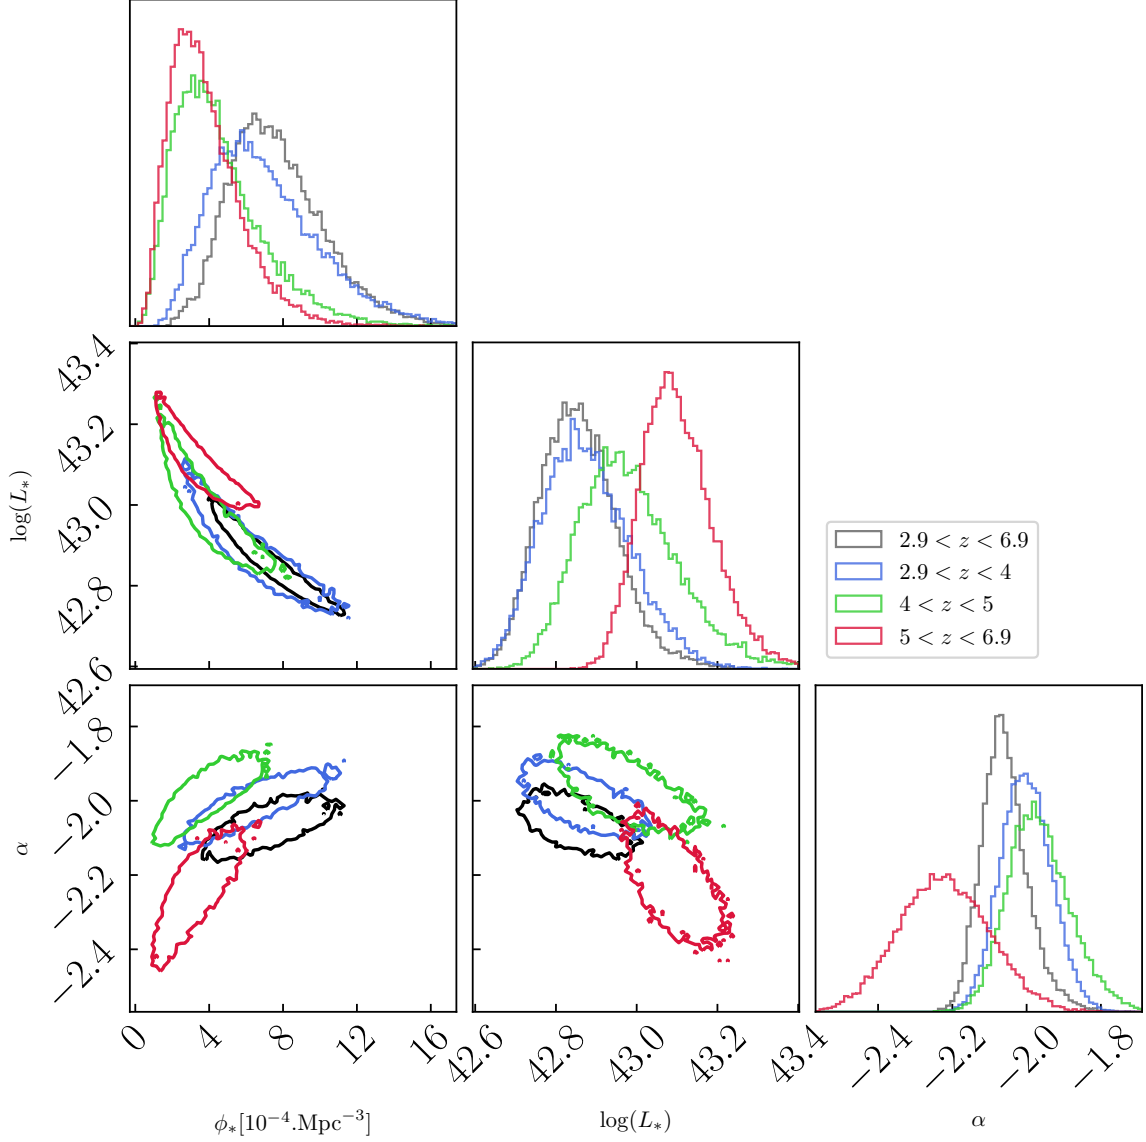 43.4
43.2
43.0
42.8
42.6
log(L_*)
2.9 < z < 6.9
2.9 < z < 4
4 < z < 5
5 < z < 6.9
−1.8
−2.0
−2.2
−2.4
α
0 4 8 12 16
42.6 42.8 43.0 43.2 43.4
−2.4 −2.2 −2.0 −1.8
ϕ_*[10^{−4}.Mpc^{−3}]
log(L_*)
α